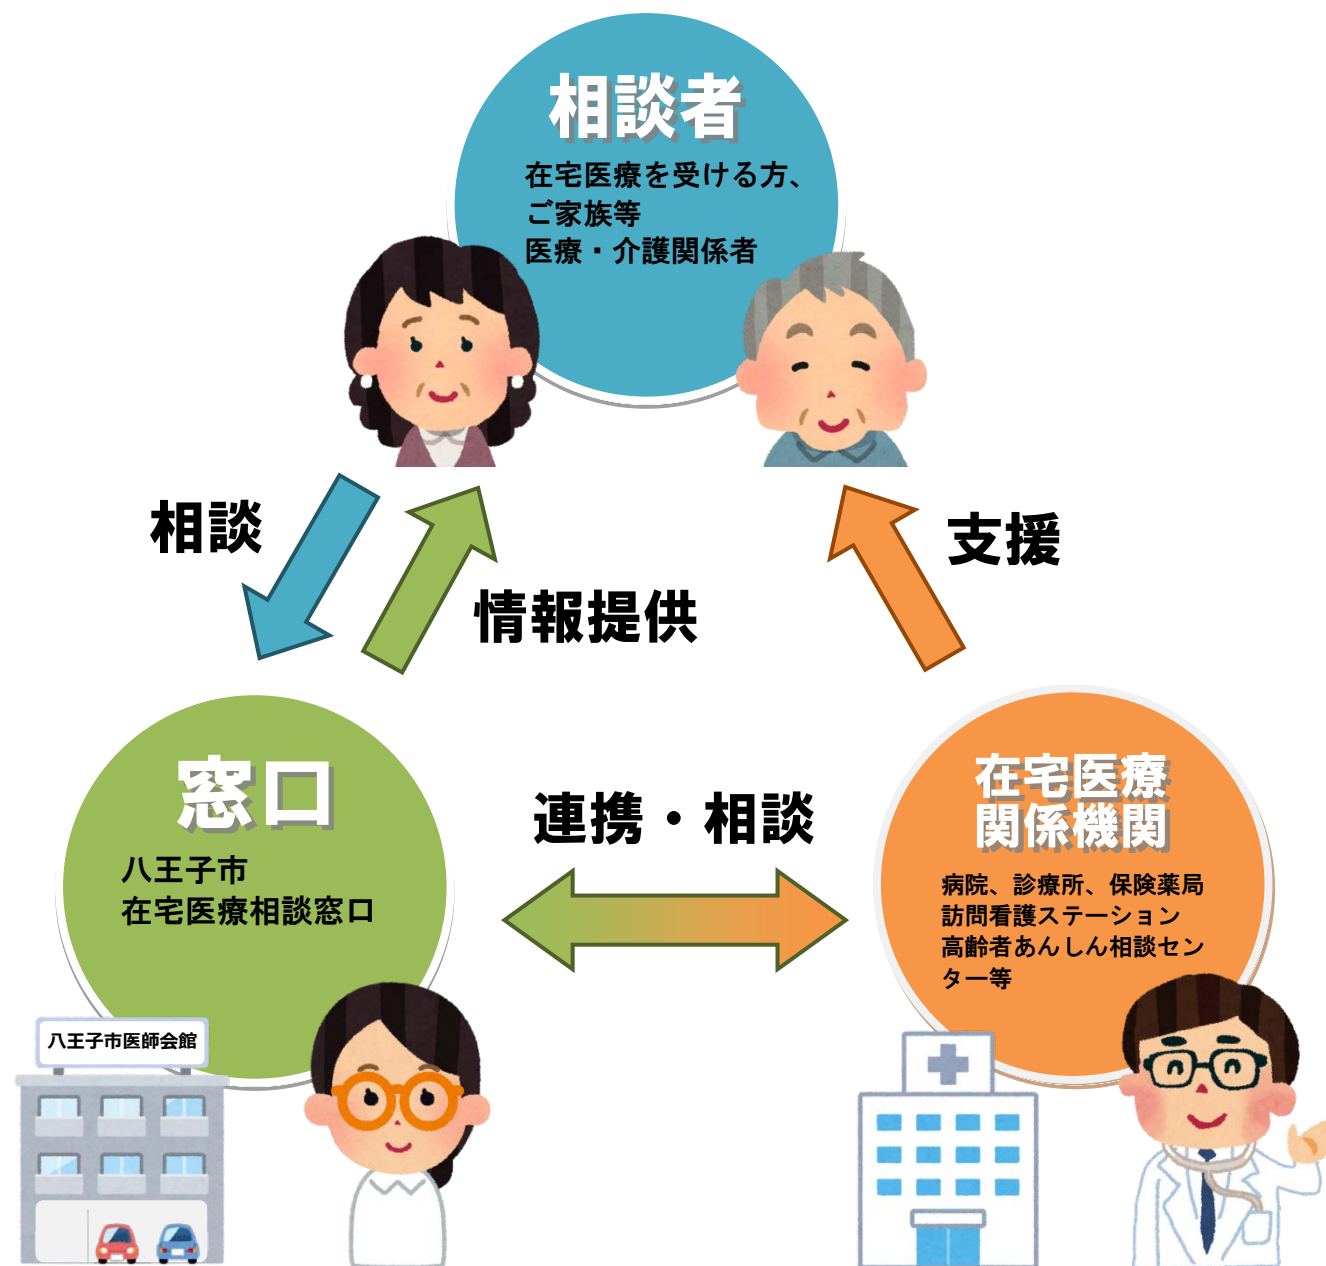 相談者
在宅医療を受ける方、
ご家族等
医療・介護関係者
相談
情報提供
支援
窓口
八王子市
在宅医療相談窓口
連携・相談
在宅医療
関係機関
病院、診療所、保険薬局
訪問看護ステーション
高齢者あんしん相談セン
ター等
八王子市医師会館